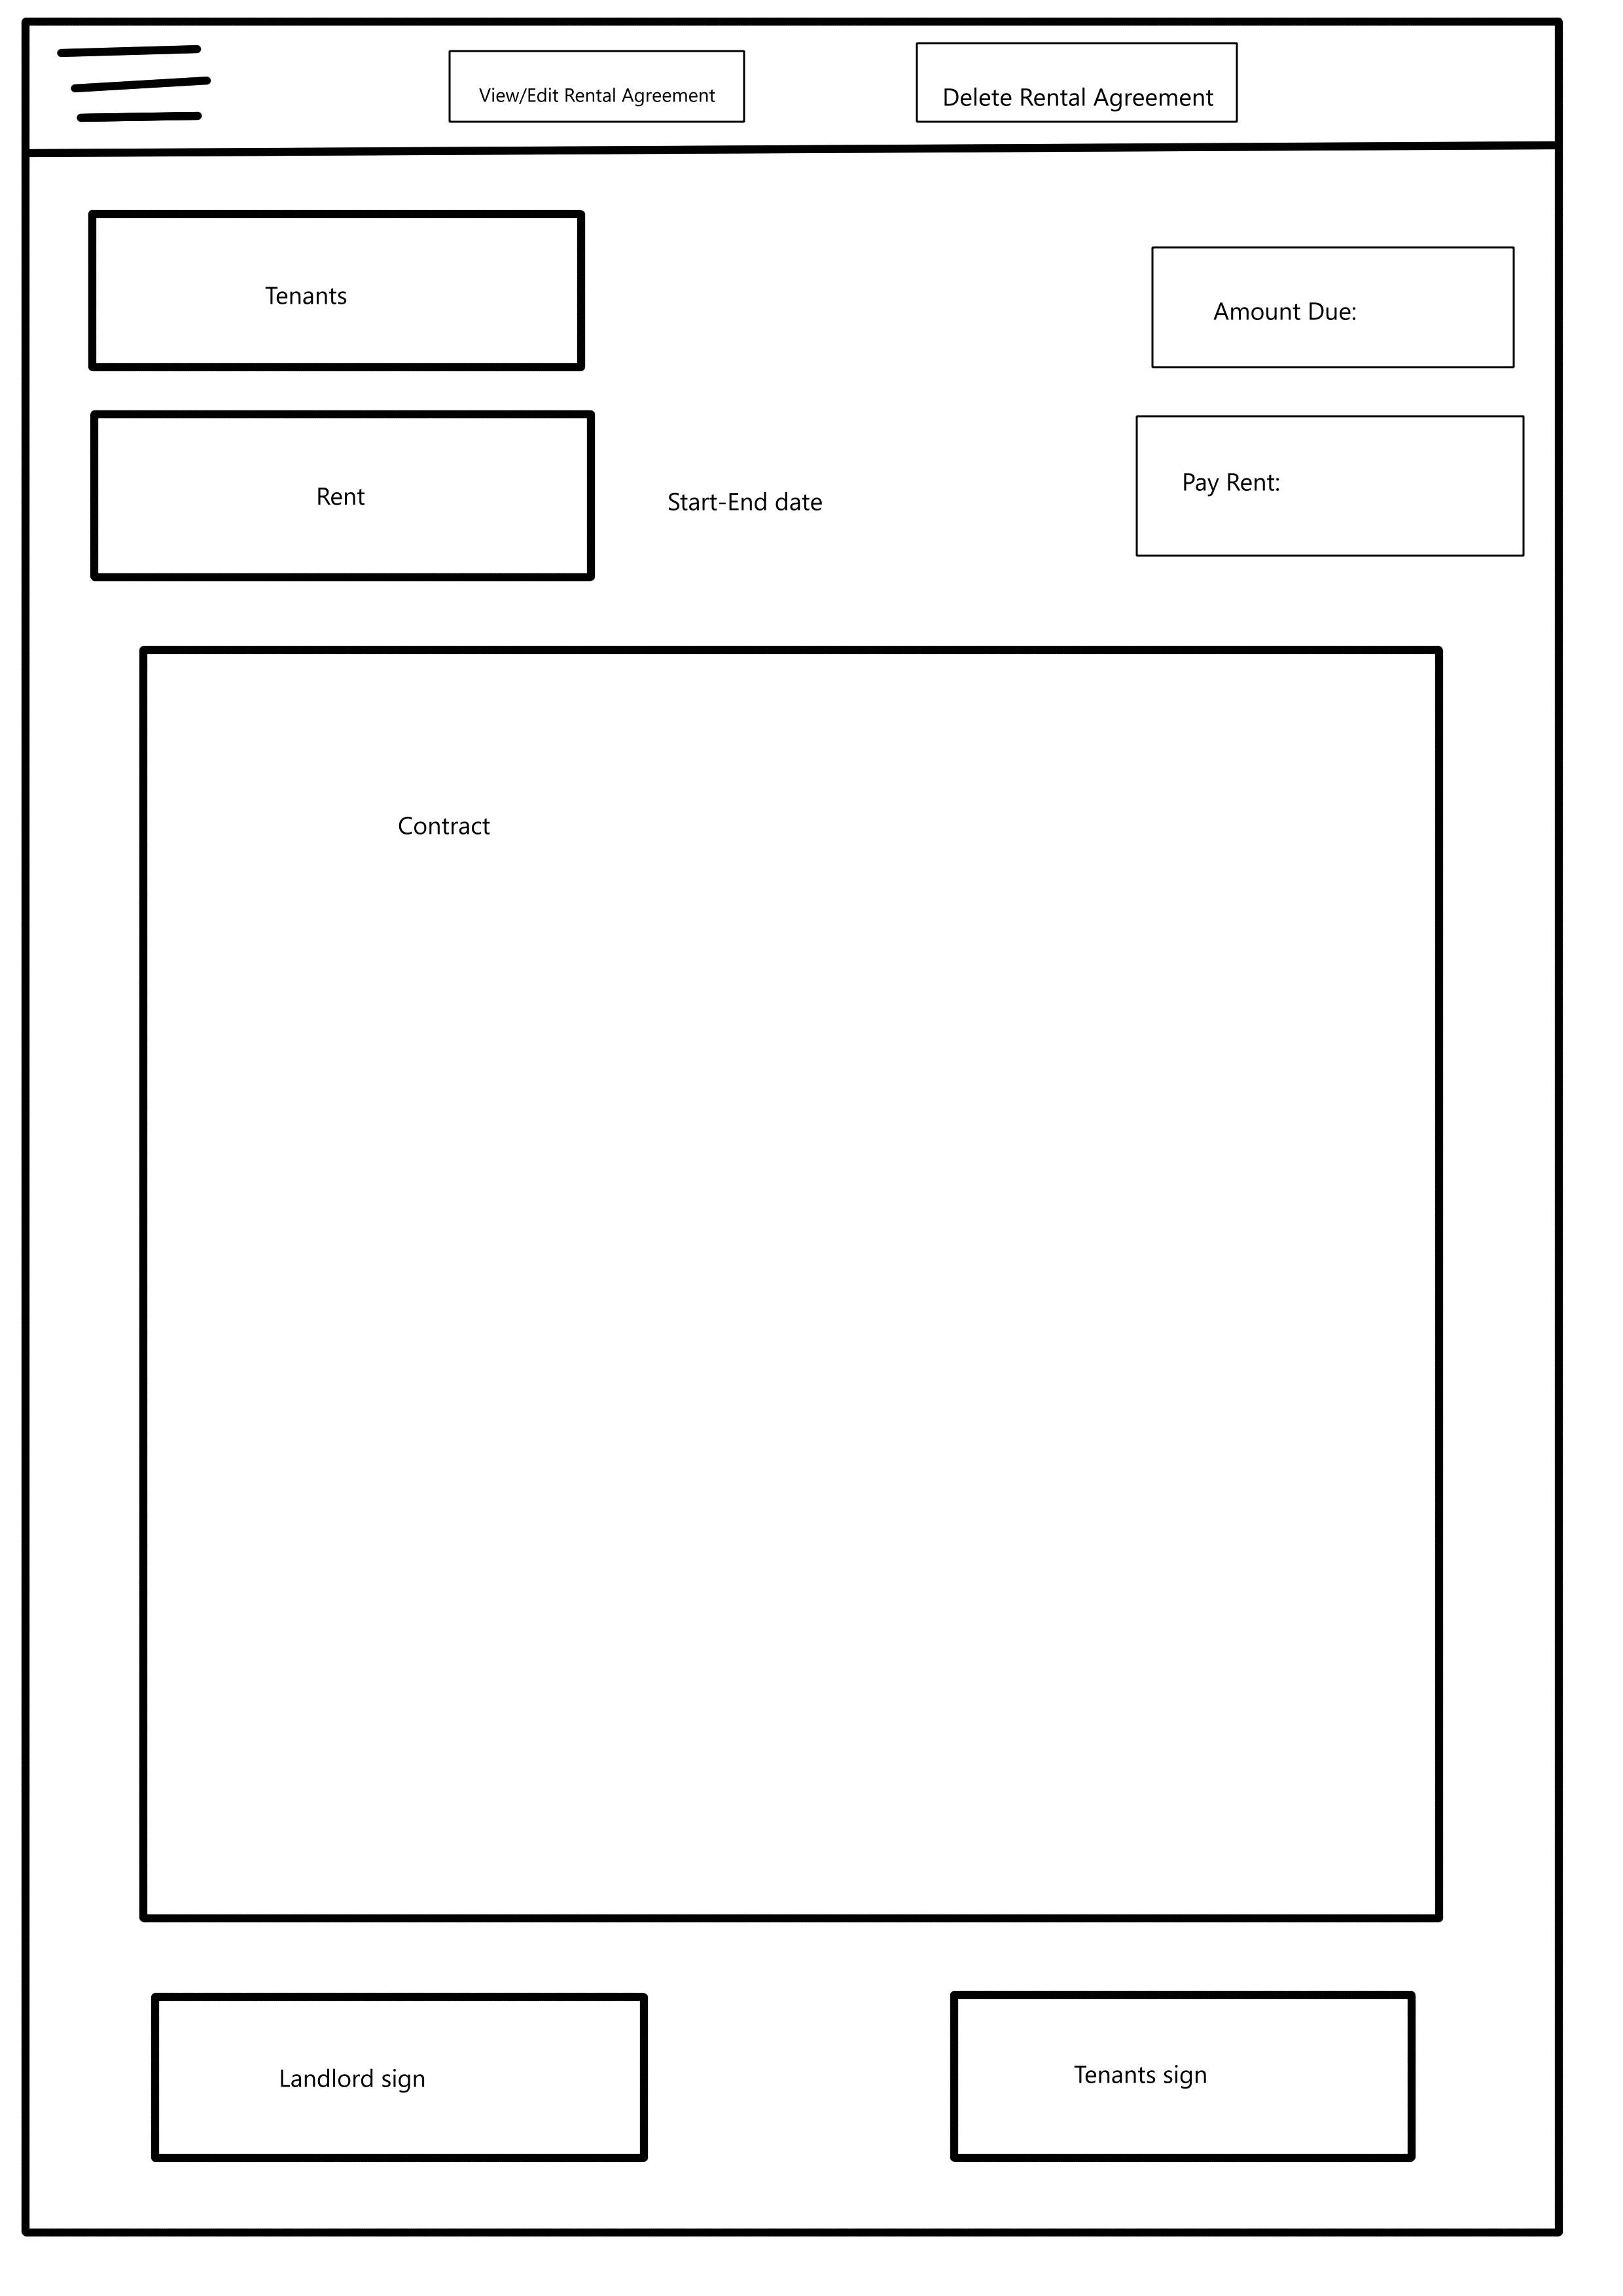 View/Edit Rental Agreement
Delete Rental Agreement
Tenants
Amount Due:
Rent
Start-End date
Pay Rent:
Contract
Landlord sign
Tenants sign